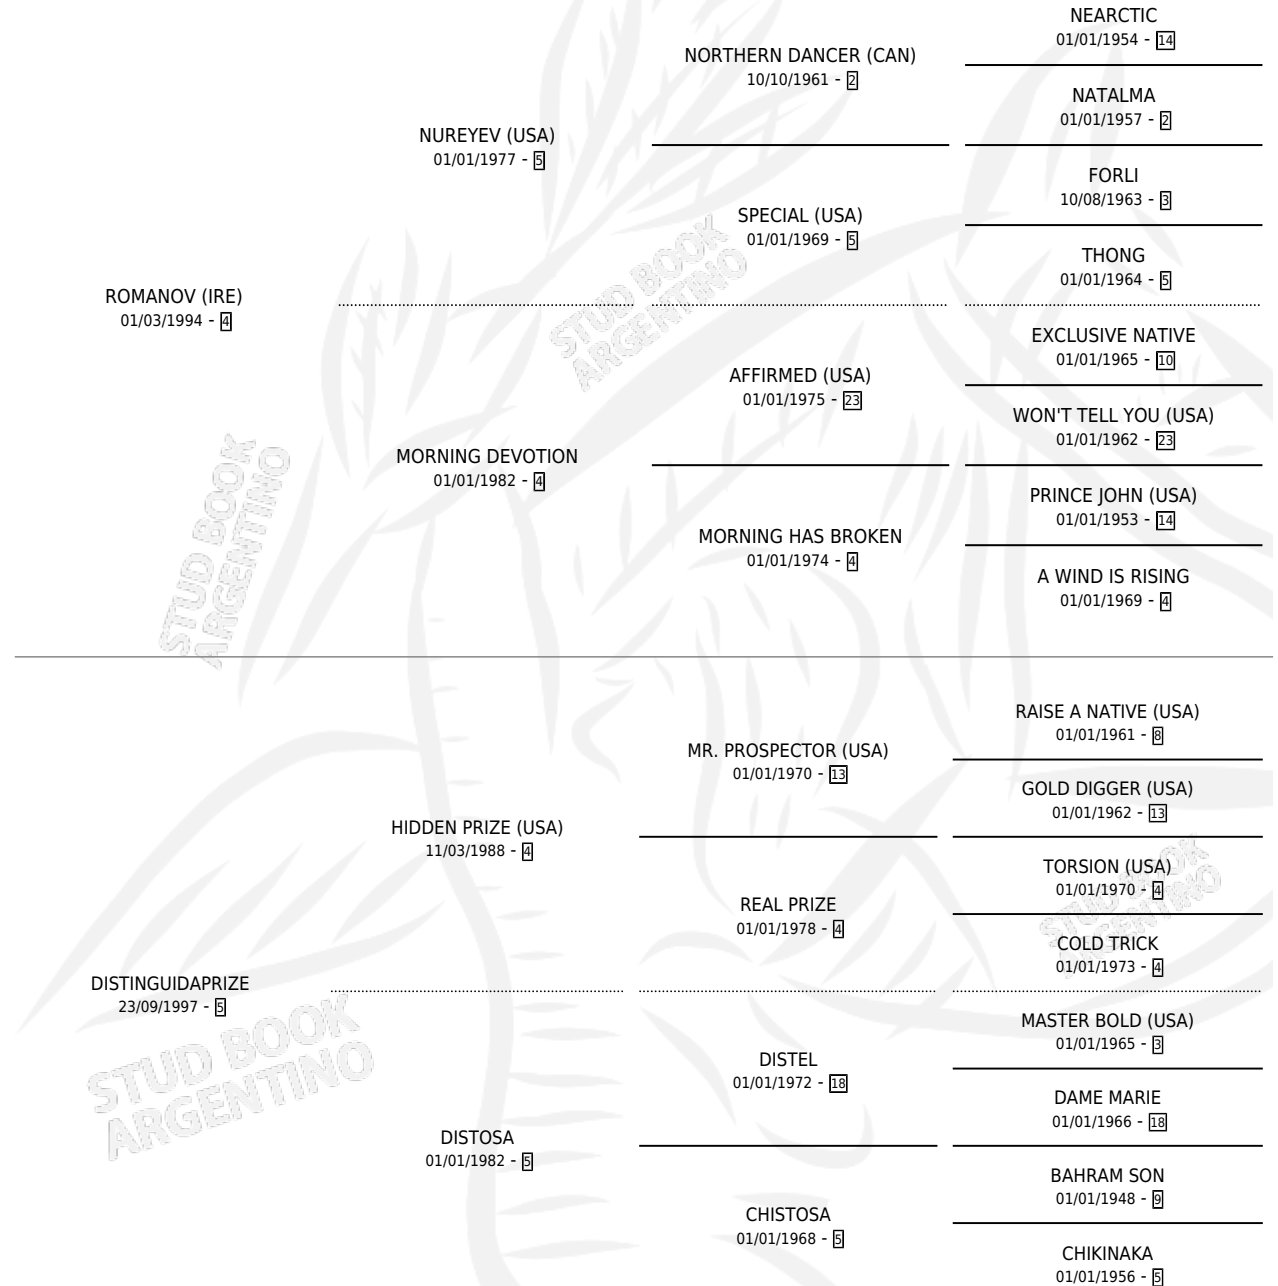 NEARCTIC
01/01/1954 - 14
NORTHERN DANCER (CAN)
10/10/1961 - 2
NATALMA
01/01/1957 - 2
NUREYEV (USA)
01/01/1977 - 5
FORLI
10/08/1963 - 3
SPECIAL (USA)
01/01/1969 - 5
THONG
01/01/1964 - 5
ROMANOV (IRE)
01/03/1994 - 4
EXCLUSIVE NATIVE
01/01/1965 - 10
AFFIRMED (USA)
01/01/1975 - 23
WON'T TELL YOU (USA)
01/01/1962 - 23
MORNING DEVOTION
01/01/1982 - 4
PRINCE JOHN (USA)
01/01/1953 - 14
MORNING HAS BROKEN
01/01/1974 - 4
A WIND IS RISING
01/01/1969 - 4
RAISE A NATIVE (USA)
01/01/1961 - 8
MR. PROSPECTOR (USA)
01/01/1970 - 13
GOLD DIGGER (USA)
01/01/1962 - 13
HIDDEN PRIZE (USA)
11/03/1988 - 4
TORSION (USA)
01/01/1970 - 4
REAL PRIZE
01/01/1978 - 4
COLD TRICK
01/01/1973 - 4
DISTINGUIDAPRIZE
23/09/1997 - 5
MASTER BOLD (USA)
01/01/1965 - 3
DISTEL
01/01/1972 - 18
DAME MARIE
01/01/1966 - 18
DISTOSA
01/01/1982 - 5
BAHRAM SON
01/01/1948 - 9
CHISTOSA
01/01/1968 - 5
CHIKINAKA
01/01/1956 - 5
STUD BOOK
ARGENTINO
STUD BOOK
ARGENTINO
STUD BOOK
ARGENTINO
STUD BOOK
ARGENTINO